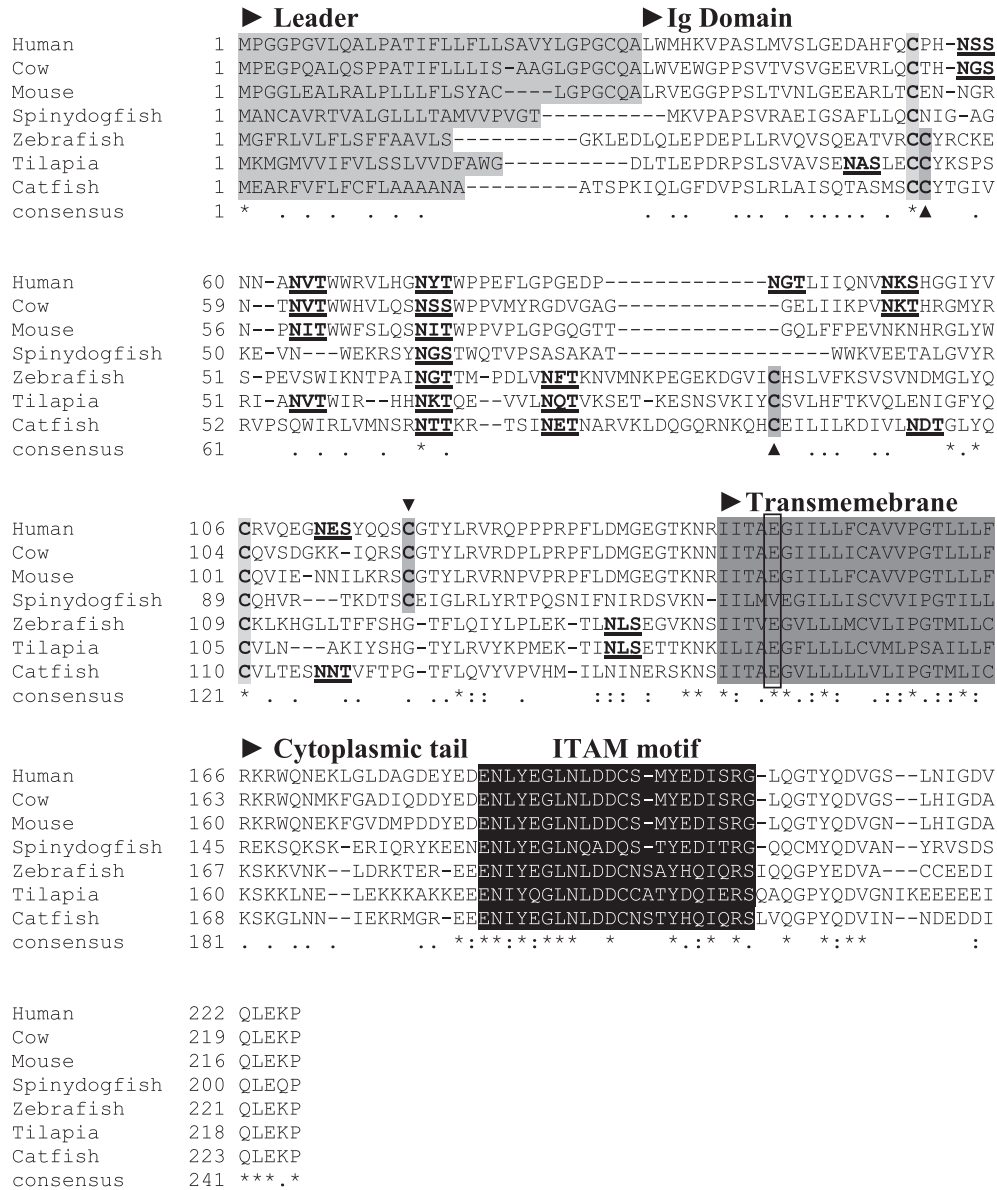 ► Leader ►Ig Domain
Human 1 MPGGPGVLQALPATIFLLFLLSAVYLGPGCQALWMHKVPASLMVSLGEDAHFQCPH-NSS
Cow 1 MPEGPQALQSPPATIFLLLIS-AAGLGPGCQALWVEWGPPSVTVSVGEEVRLQCTH-NGS
Mouse 1 MPGGLEALRALPLLLFLSYAC----LGPGCQALRVEGGPPSLTVNLGEEARLTCEN-NGR
Spinydogfish 1 MANCAVRTVALGLLLTAMVVPVGT-----------MKVPAPSVRAEIGSAFLLQCNIG-AG
Zebrafish 1 MGFRLVLFLSFFAAVLS----------GKLEDLQLEPDEPLLRVQVSQEATVRCCYRCKE
Tilapia 1 MKMGMVVIFVLSSLVVDFAWG-----------DLTLEPDRPSLSVAVSENASLECCYKSPS
Catfish 1 MEARFVFLFCFLAAAANA---------ATSPKIQLGFDVPSLRLAISQTASMSCCYTGIV
consensus 1 * . . . . . . . . . ...... . *▲ .
Human 60 NN-ANVTWWRVLHGNYTWPPEFLGPGEDP-------------NGTLIIQNVNKSHGGIYV
Cow 59 N--TNVTWWHVLQSNSSWPPVMYRGDVGAG------------GELIIKPVNKTHRGMYR
Mouse 56 N--PNITWWFSLQSNITWPPVPLGPGQGTT------------GQLFFPEVNKNHRGLYW
Spinydogfish 50 KE-VN---WEKRSYNGSTWQTVPSASAKAT-----------------WWKVEETALGVYR
Zebrafish 51 S-PEVSWIKNTPAINGTTM-PDLVNFTKNVMNKPEGEKDGVICHSLVFKSVSVNDMGLYQ
Tilapia 51 RI-ANVTWIR-HHNKTQE--VVLNQTVKSET-KESNSVKIYCSVLHFTKVQLENIGFYQ
Catfish 52 RVPSQWIRLVMNSRNTTKR--TSINETNARVKLDQGQRNKQHCEILILKDIVLNDTGLYQ
consensus 61 . . . . * . ▲ ... . . *.*
▼ ►Transmemebrane
Human 106 CRVQEGNESYQQSCGTYLRVRQPPPRPFLDMGEGTKNRIITAEGIILLFCAVVPGTLLLF
Cow 104 CQVSDGKK-IQRSCGTYLRVRDPLPRPFLDMGEGTKNNIITAEGIILLICAVVPGTLLLF
Mouse 101 CQVIE-NNILKRSCGTYLRVRNPVPRPFLDMGEGTKNRIITAEGIILLFCAVVPGTLLLF
Spinydogfish 89 CQHVR---TKDTSCEIGLRLYRTPQSNIFNIRDSVKN-IILMVEGILLISCVVIPGTILL
Zebrafish 109 CKLKHGLLTFFSHG-TFLQIYLPLEK-TLNLSEGVKNSIITVEGVLLLMCVLIPGTMLLC
Tilapia 105 CVLN---AKIYSHG-TYLRVYKPMEK-TINLSETTKNKILIAEGFLLLLCVMLPSAILLF
Catfish 110 CVLTESNNTVFTPG-TFLQVYVPVHM-ILNINERSKNSIITAEGVLLLLLVLIPGTMLIC
consensus 121 * . . . . . . *:: . . :::. : ** *: .**.:: .: *..:*:
► Cytoplasmic tail ITAM motif
Human 166 RKRWQNEKLGLDAGDEYEDENLYEGLNLDDCS-MYEDISRG-LQGTYQDVGS--LNIGDV
Cow 163 RKRWQNMKFGADIQDDYEDENLYEGLNLDDCS-MYEDISRG-LQGTYQDVGS--LHIGDA
Mouse 160 RKRWQNEKFGVDMPDDYEDENLYEGLNLDDCS-MYEDISRG-LQGTYQDVGN--LHIGDA
Spinydogfish 145 REKSQKSK-ERIQRYKEENENLYEGLNQADQS-TYEDITRG-QQCMYQDVAN--YRVSDS
Zebrafish 167 KSKKVNK--LDRKTER-EEENIYEGLNLDDCNSAYHQIQRSIQQGPYEDVA--CCEEDI
Tilapia 160 KSKKLNE--LEKKKAKKEEENIYQGLNLDDCCATYDQIERSQAQGPYQDVGNIKEEEEEI
Catfish 168 KSKGLNN--IEKRMGR-EEENIYEGLNLDDCNSTYHQIQRSLVQGPYQDVIN--NDEDDI
consensus 181 . . . . . . *:**:*:*** * *.:* *. * * *:** :
Human 222 QLEKP
Cow 219 QLEKP
Mouse 216 QLEKP
Spinydogfish 200 QLEQP
Zebrafish 221 QLEKP
Tilapia 218 QLEKP
Catfish 223 QLEKP
consensus 241 ***.*